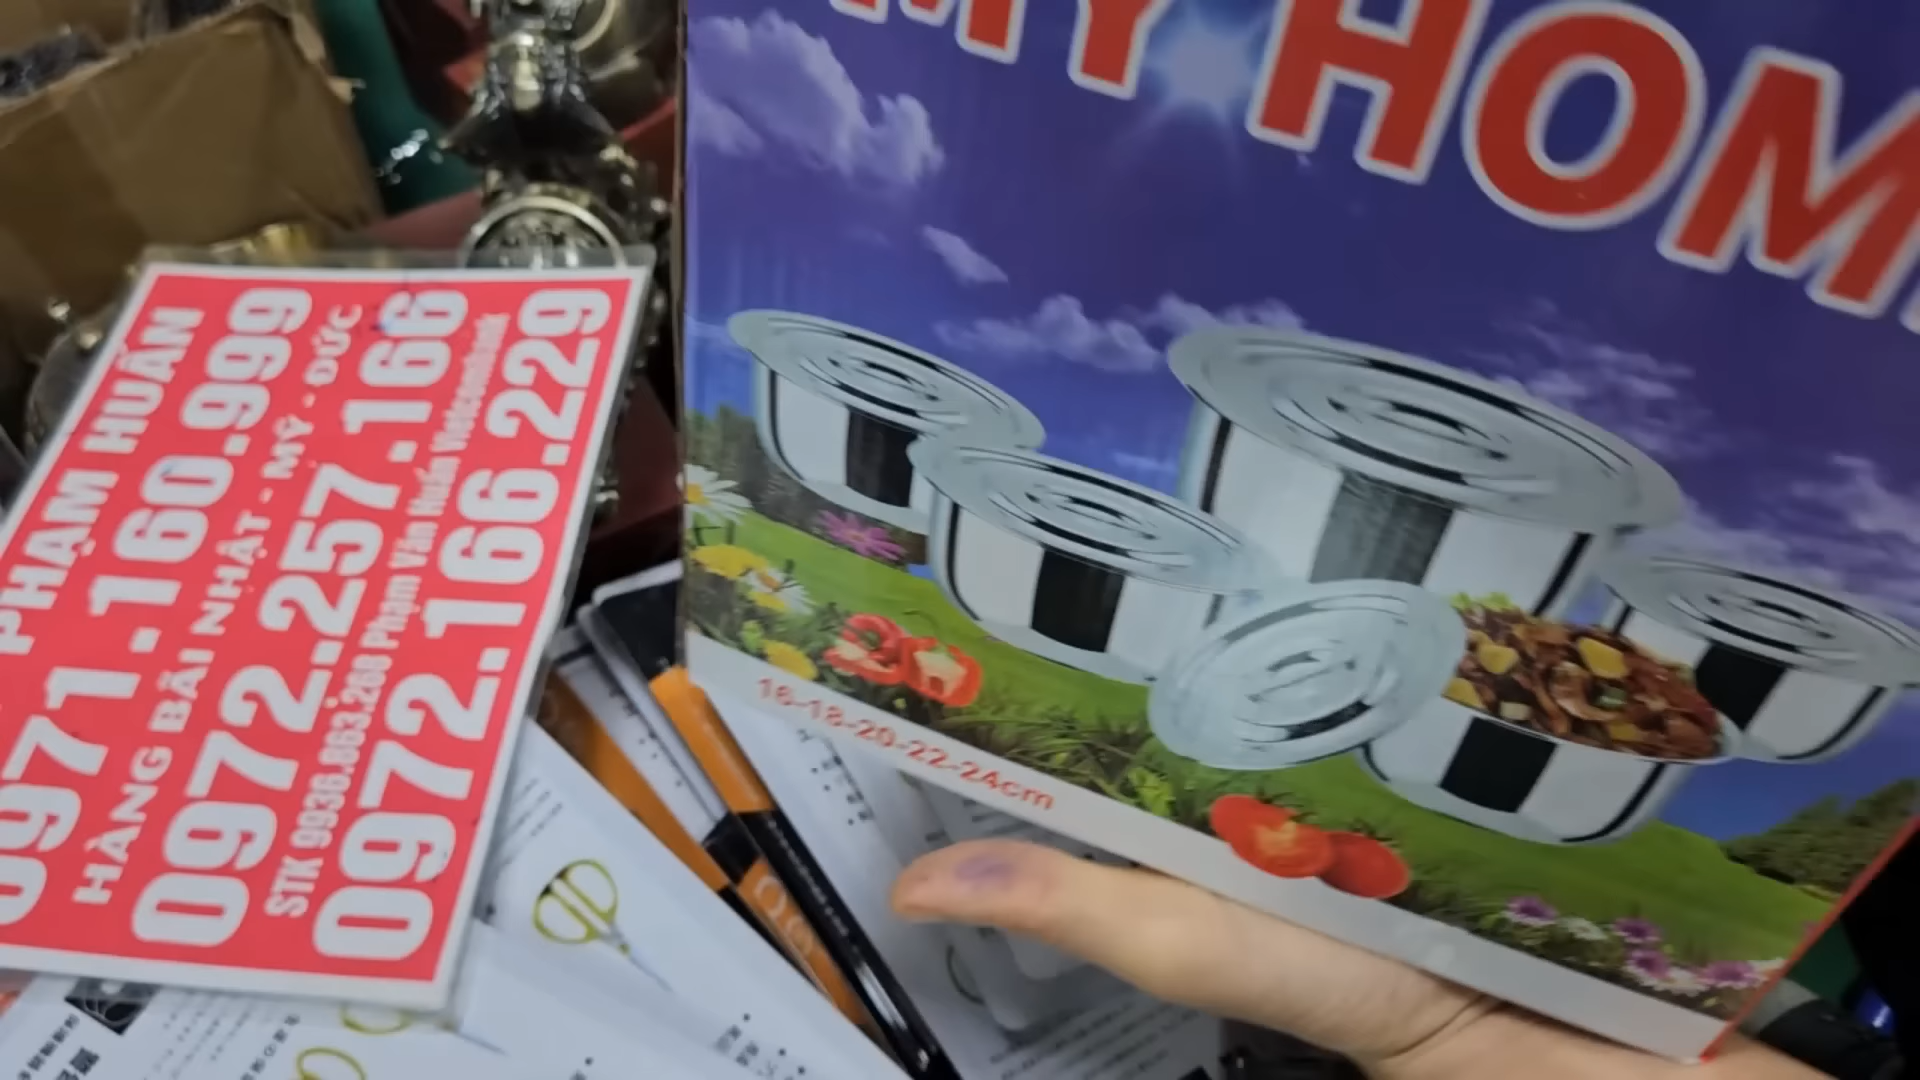 PHẠM HUẤN
0971.160.999
HÀNG BÃI NHẬT - MỸ - ĐỨC
0972.257.166
STK 9936.863.268 Phạm Văn Huấn Vietcombank
0972.166.229
MY HOM
16-18-20-22-24cm